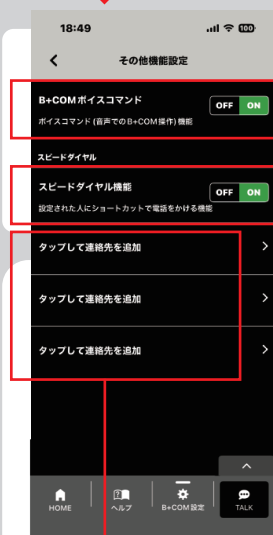 18:49
100
その他機能設定
B+COMボイスコマンド
OFF ON
ボイスコマンド(音声でのB+COM操作)機能
スピードダイヤル
スピードダイヤル機能
OFF ON
設定された人にショートカットで電話をかける機能
タップして連絡先を追加
タップして連絡先を追加
タップして連絡先を追加
HOME ヘルプ B+COM設定 TALK